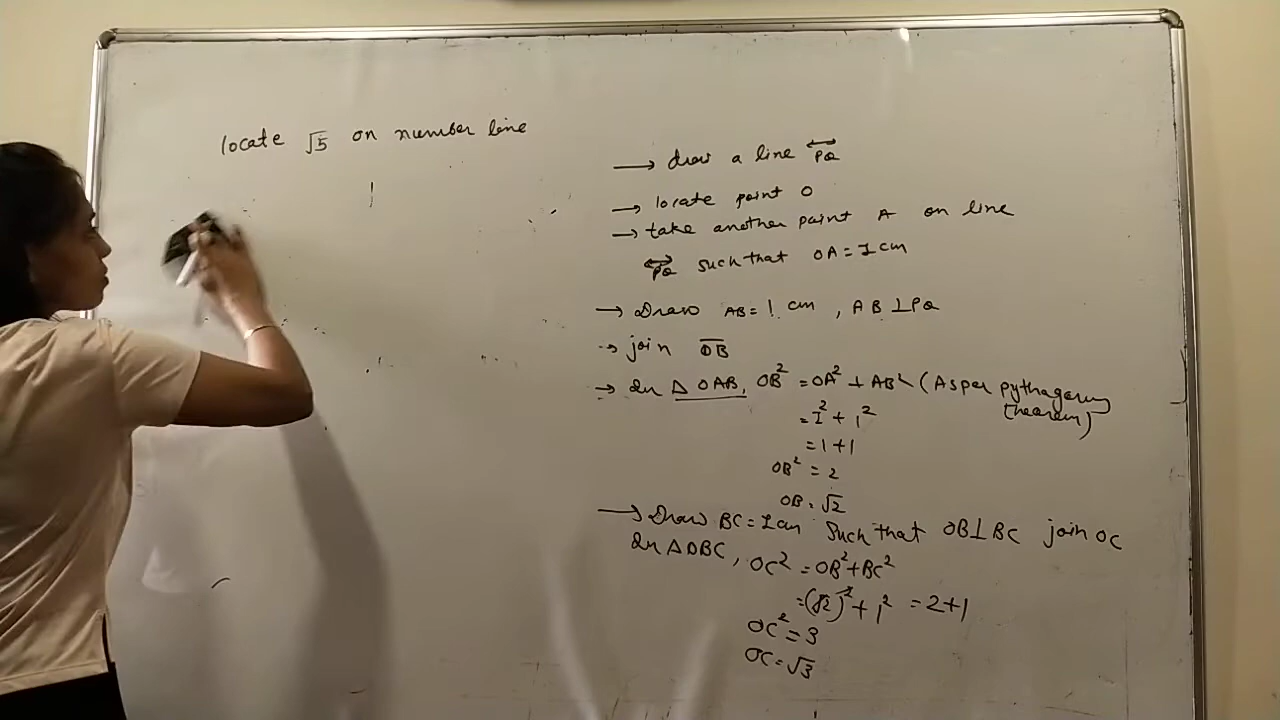 locate √5 on number line
→ draw a line ↔PQ
→ locate point O
→ take another point A on line
↔PQ such that OA = 1 cm
→ Draw AB = 1 cm, AB ⊥ PQ
→ join OB
→ In △ OAB, OB² = OA² + AB² (As per pythagorus theorem)
= 1² + 1²
= 1 + 1
OB² = 2
OB = √2
→ Draw BC = 1 cm such that OB ⊥ BC join OC
In △ OBC, OC² = OB² + BC²
= (√2)² + 1² = 2 + 1
OC² = 3
OC = √3